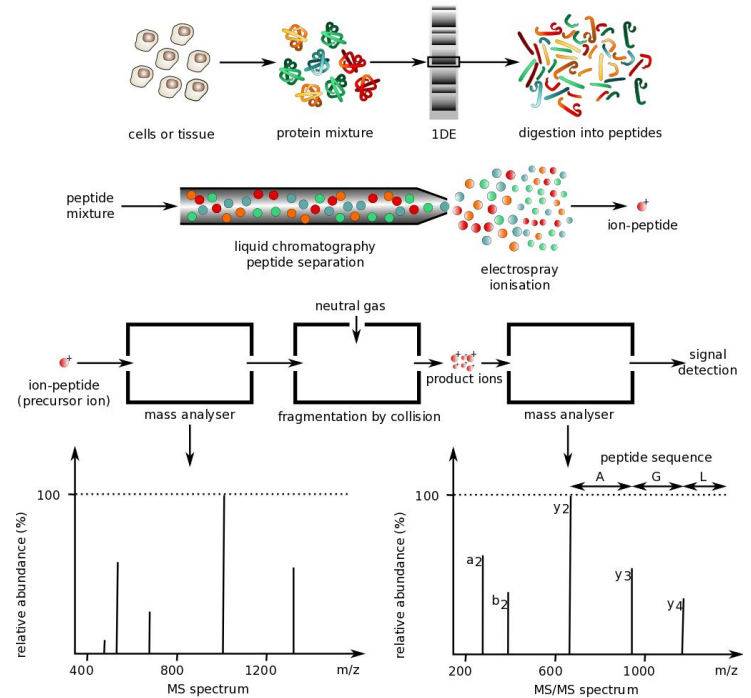 cells or tissue
protein mixture
1DE
digestion into peptides
peptide
mixture
liquid chromatography
peptide separation
electrospray
ionisation
+
ion-peptide
neutral gas
+
ion-peptide
(precursor ion)
mass analyser
fragmentation by collision
+ + +
+ + +
product ions
mass analyser
signal
detection
relative abundance (%)
100
400 800 1200 m/z
MS spectrum
peptide sequence
A G L
relative abundance (%)
100
y2
a2
b2
y3
y4
200 600 1000 m/z
MS/MS spectrum